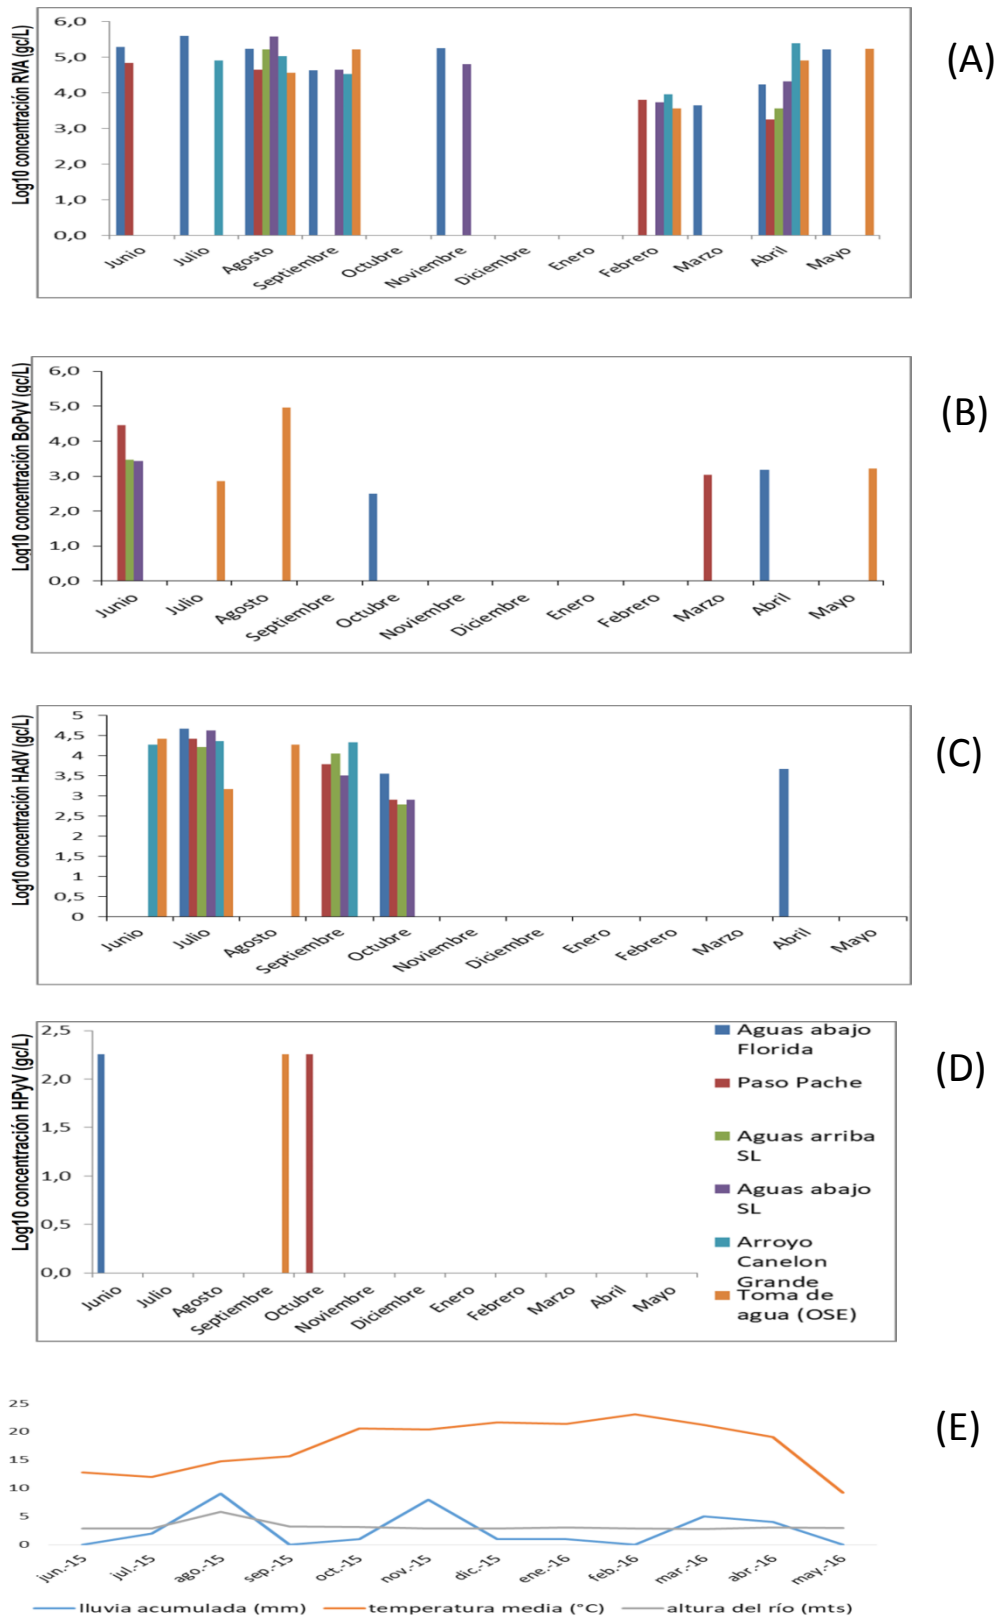 (A)
Log10 concentración RVA (gc/L)
6,0
5,0
4,0
3,0
2,0
1,0
0,0
Junio
Julio
Agosto
Septiembre
Octubre
Noviembre
Diciembre
Enero
Febrero
Marzo
Abril
Mayo
(B)
Log10 concentración BoPyV (gc/L)
6,0
5,0
4,0
3,0
2,0
1,0
0,0
Junio
Julio
Agosto
Septiembre
Octubre
Noviembre
Diciembre
Enero
Febrero
Marzo
Abril
Mayo
(C)
Log10 concentración HAdV (gc/L)
5
4,5
4
3,5
3
2,5
2
1,5
1
0,5
0
Junio
Julio
Agosto
Septiembre
Octubre
Noviembre
Diciembre
Enero
Febrero
Marzo
Abril
Mayo
(D)
Log10 concentración HPyV (gc/L)
2,5
2,0
1,5
1,0
0,5
0,0
Junio
Julio
Agosto
Septiembre
Octubre
Noviembre
Diciembre
Enero
Febrero
Marzo
Abril
Mayo
Aguas abajo
Florida
Paso Pache
Aguas arriba
SL
Aguas abajo
SL
Arroyo
Canelon
Grande
Toma de
agua (OSE)
(E)
25
20
15
10
5
0
jun.-15
jul.-15
ago.-15
sep.-15
oct.-15
nov.-15
dic.-15
ene.-16
feb.-16
mar.-16
abr.-16
may.-16
lluvia acumulada (mm)
temperatura media (°C)
altura del río (mts)